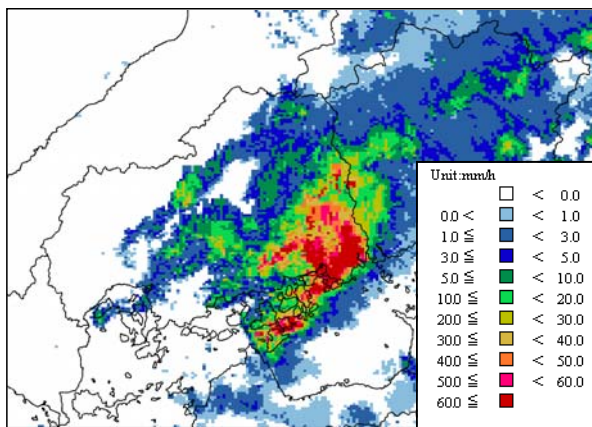 Unit:mm/h
< 0.0
0.0 < < 1.0
1.0 ≦ < 3.0
3.0 ≦ < 5.0
5.0 ≦ < 10.0
10.0 ≦ < 20.0
20.0 ≦ < 30.0
30.0 ≦ < 40.0
40.0 ≦ < 50.0
50.0 ≦ < 60.0
60.0 ≦